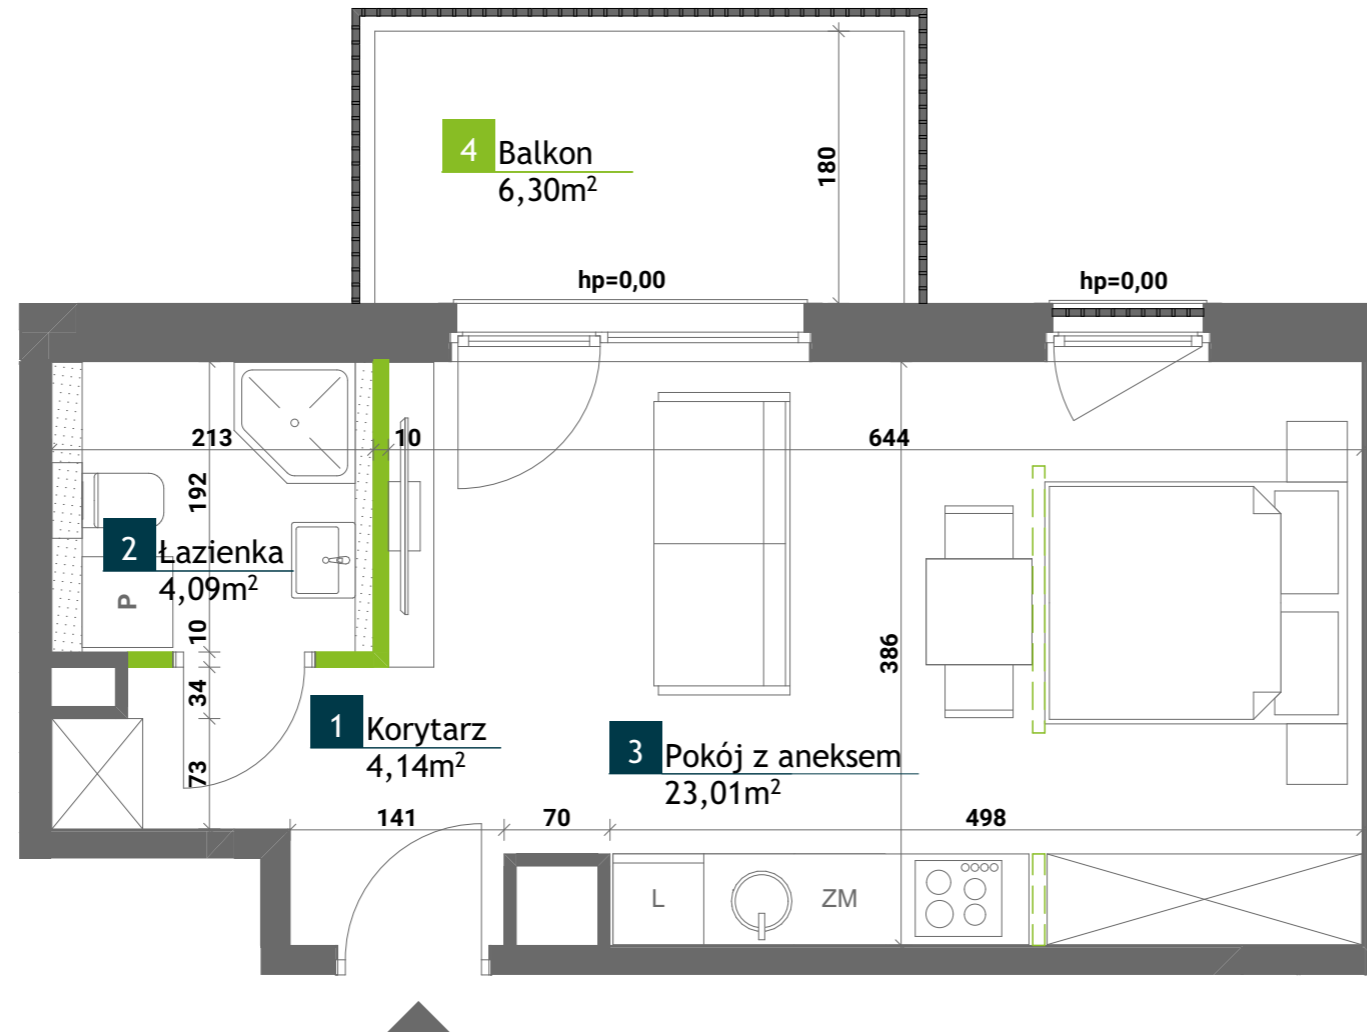 4 Balkon
6,30m²
180
hp=0,00
hp=0,00
213
10
644
192
2 Łazienka
4,09m²
P
10
386
34
1 Korytarz
4,14m²
3 Pokój z aneksem
23,01m²
73
141
70
498
L
ZM